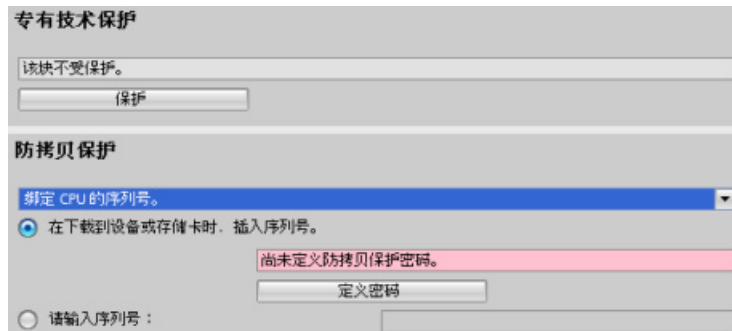 专有技术保护
该块不受保护。
保护
防拷贝保护
绑定 CPU 的序列号。
在下载到设备或存储卡时，插入序列号。
尚未定义防拷贝保护密码。
定义密码
请输入序列号：